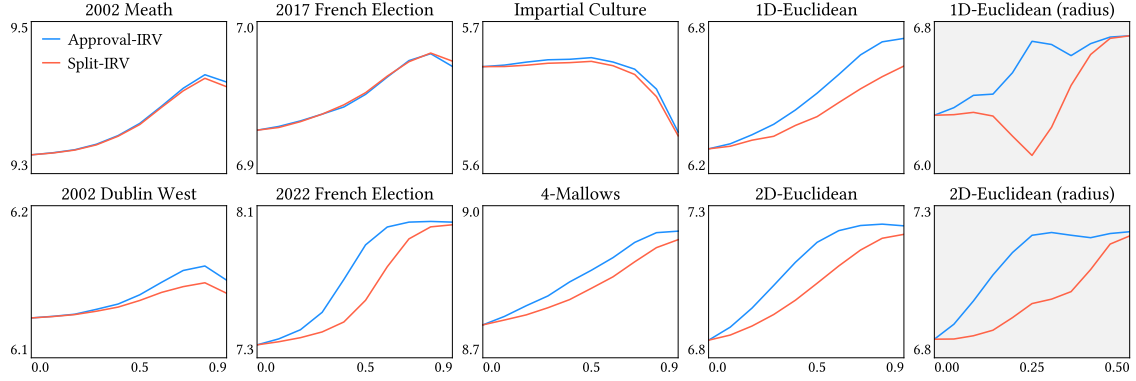 2002 Meath
2017 French Election
Impartial Culture
1D-Euclidean
1D-Euclidean (radius)
9.5
7.0
5.7
6.8
6.8
Approval-IRV
Split-IRV
9.3
6.9
5.6
6.2
6.0
2002 Dublin West
2022 French Election
4-Mallows
2D-Euclidean
2D-Euclidean (radius)
6.2
8.1
9.0
7.3
7.3
6.1
7.3
8.7
6.8
6.8
0.0 0.5 0.9
0.0 0.5 0.9
0.0 0.5 0.9
0.0 0.5 0.9
0.00 0.25 0.50